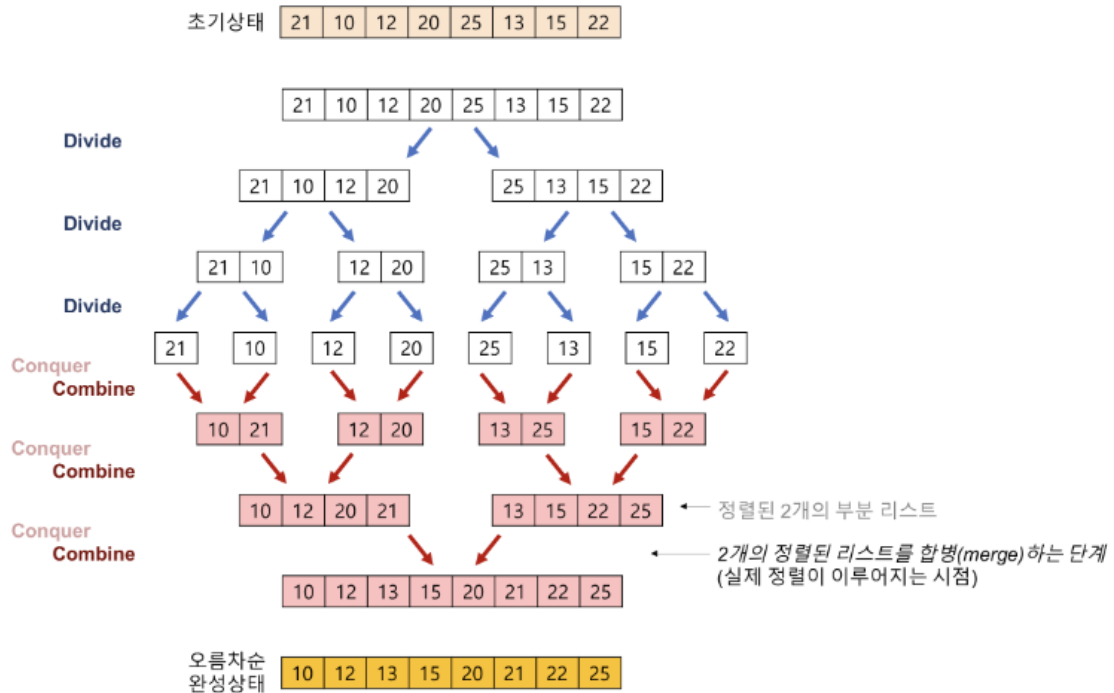 초기상태 21 10 12 20 25 13 15 22
21 10 12 20 25 13 15 22
Divide
21 10 12 20 25 13 15 22
Divide
21 10 12 20 25 13 15 22
Divide
21 10 12 20 25 13 15 22
Conquer
Combine
10 21 12 20 13 25 15 22
Conquer
Combine
10 12 20 21 13 15 22 25 정렬된 2개의 부분 리스트
Conquer
Combine
2개의 정렬된 리스트를 합병(merge)하는 단계
(실제 정렬이 이루어지는 시점)
10 12 13 15 20 21 22 25
오름차순
완성상태 10 12 13 15 20 21 22 25